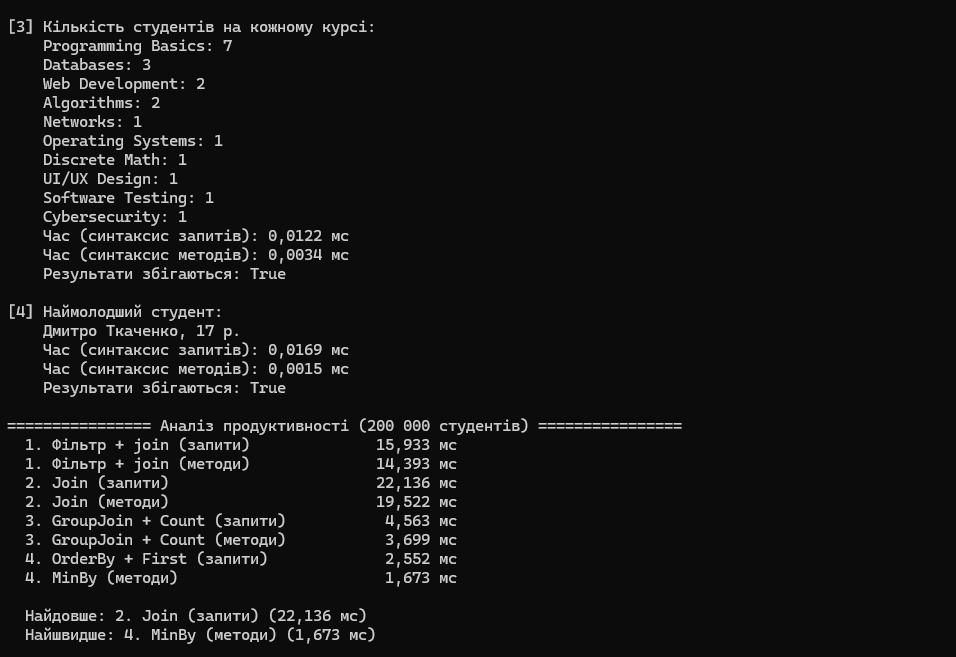 [3] Кількість студентів на кожному курсі:
Programming Basics: 7
Databases: 3
Web Development: 2
Algorithms: 2
Networks: 1
Operating Systems: 1
Discrete Math: 1
UI/UX Design: 1
Software Testing: 1
Cybersecurity: 1
Час (синтаксис запитів): 0,0122 мс
Час (синтаксис методів): 0,0034 мс
Результати збігаються: True
[4] Наймолодший студент:
Дмитро Ткаченко, 17 р.
Час (синтаксис запитів): 0,0169 мс
Час (синтаксис методів): 0,0015 мс
Результати збігаються: True
================ Аналіз продуктивності (200 000 студентів) ================
1. Фільтр + join (запити) 15,933 мс
1. Фільтр + join (методи) 14,393 мс
2. Join (запити) 22,136 мс
2. Join (методи) 19,522 мс
3. GroupJoin + Count (запити) 4,563 мс
3. GroupJoin + Count (методи) 3,699 мс
4. OrderBy + First (запити) 2,552 мс
4. MinBy (методи) 1,673 мс
Найдовше: 2. Join (запити) (22,136 мс)
Найшвидше: 4. MinBy (методи) (1,673 мс)